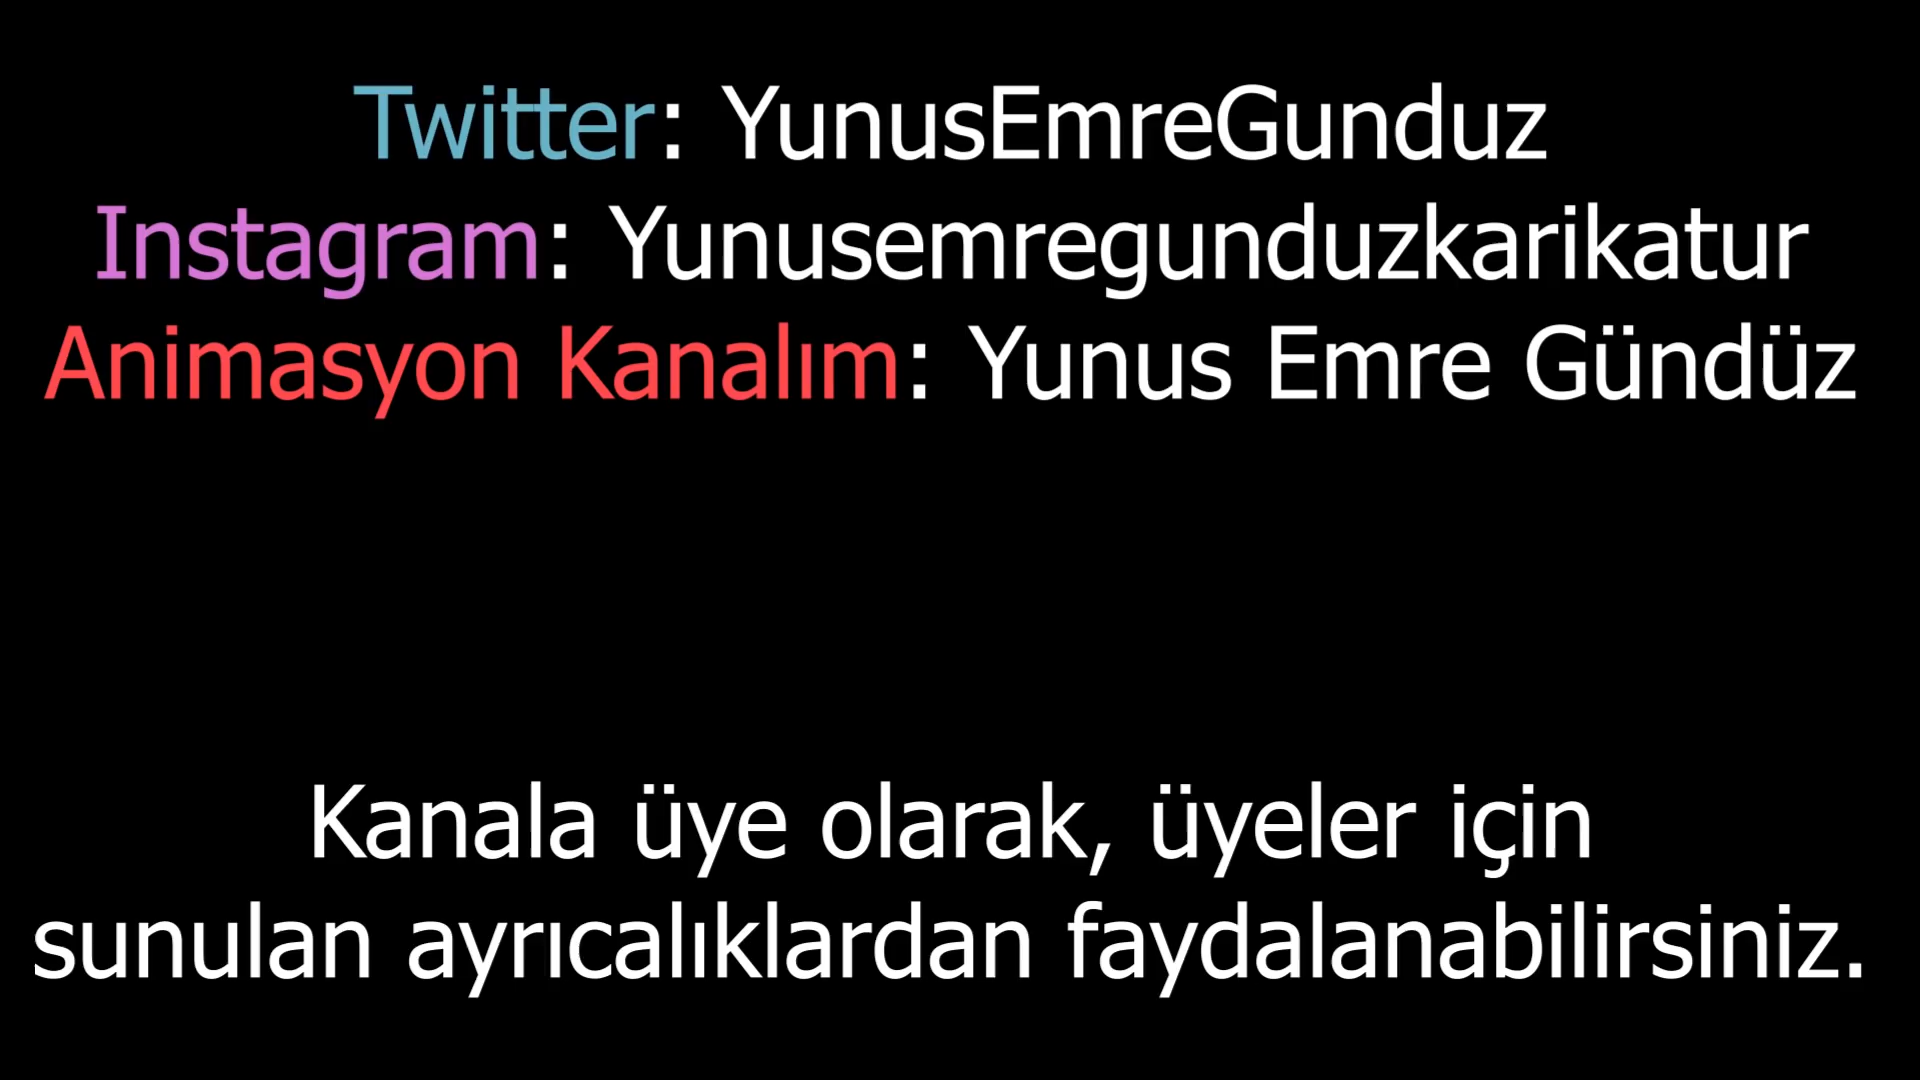 Twitter: YunusEmreGunduz
Instagram: Yunusemregunduzkarikatur
Animasyon Kanalım: Yunus Emre Gündüz
Kanala üye olarak, üyeler için
sunulan ayrıcalıklardan faydalanabilirsiniz.